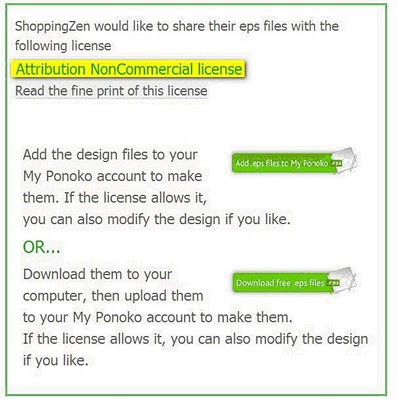 ShoppingZen would like to share their eps files with the
following license
Attribution NonCommercial license
Read the fine print of this license
Add the design files to your
My Ponoko account to make
them. If the license allows it,
you can also modify the design if you like.
Add .eps files to My Ponoko
OR...
Download them to your
computer, then upload them
to your My Ponoko account to make them.
If the license allows it, you can also modify the design
if you like.
Download free .eps files